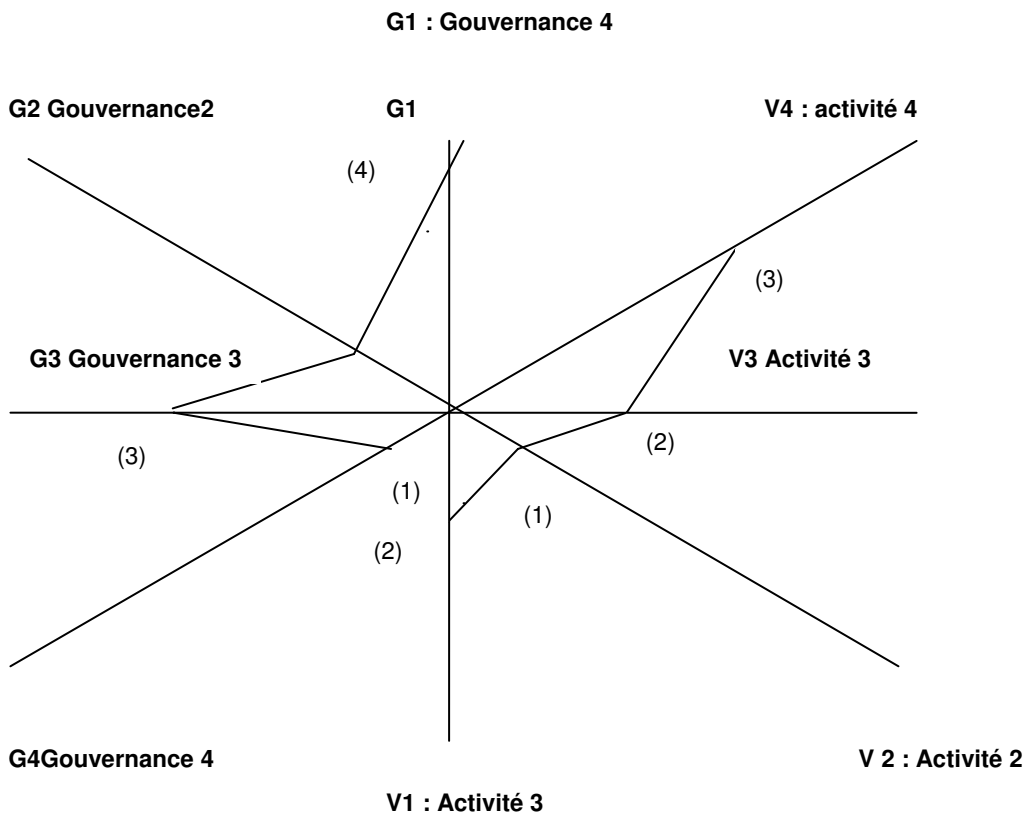 G1 : Gouvernance 4
G2 Gouvernance2 G1 V4 : activité 4
(4)
(3)
G3 Gouvernance 3 V3 Activité 3
(3) (2)
(1) (1)
(2)
G4Gouvernance 4 V 2 : Activité 2
V1 : Activité 3